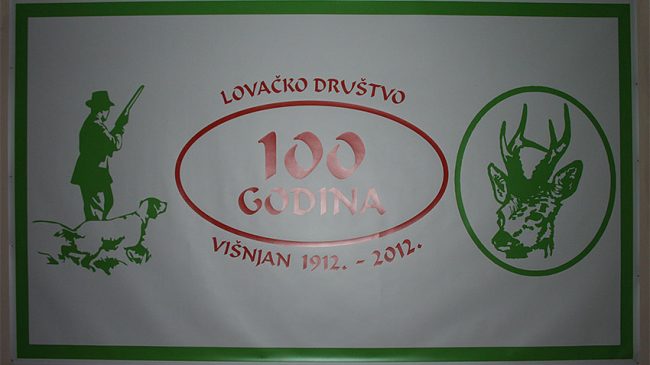 LOVAČKO DRUŠTVO
100
GODINA
VIŠNJAN 1912. - 2012.